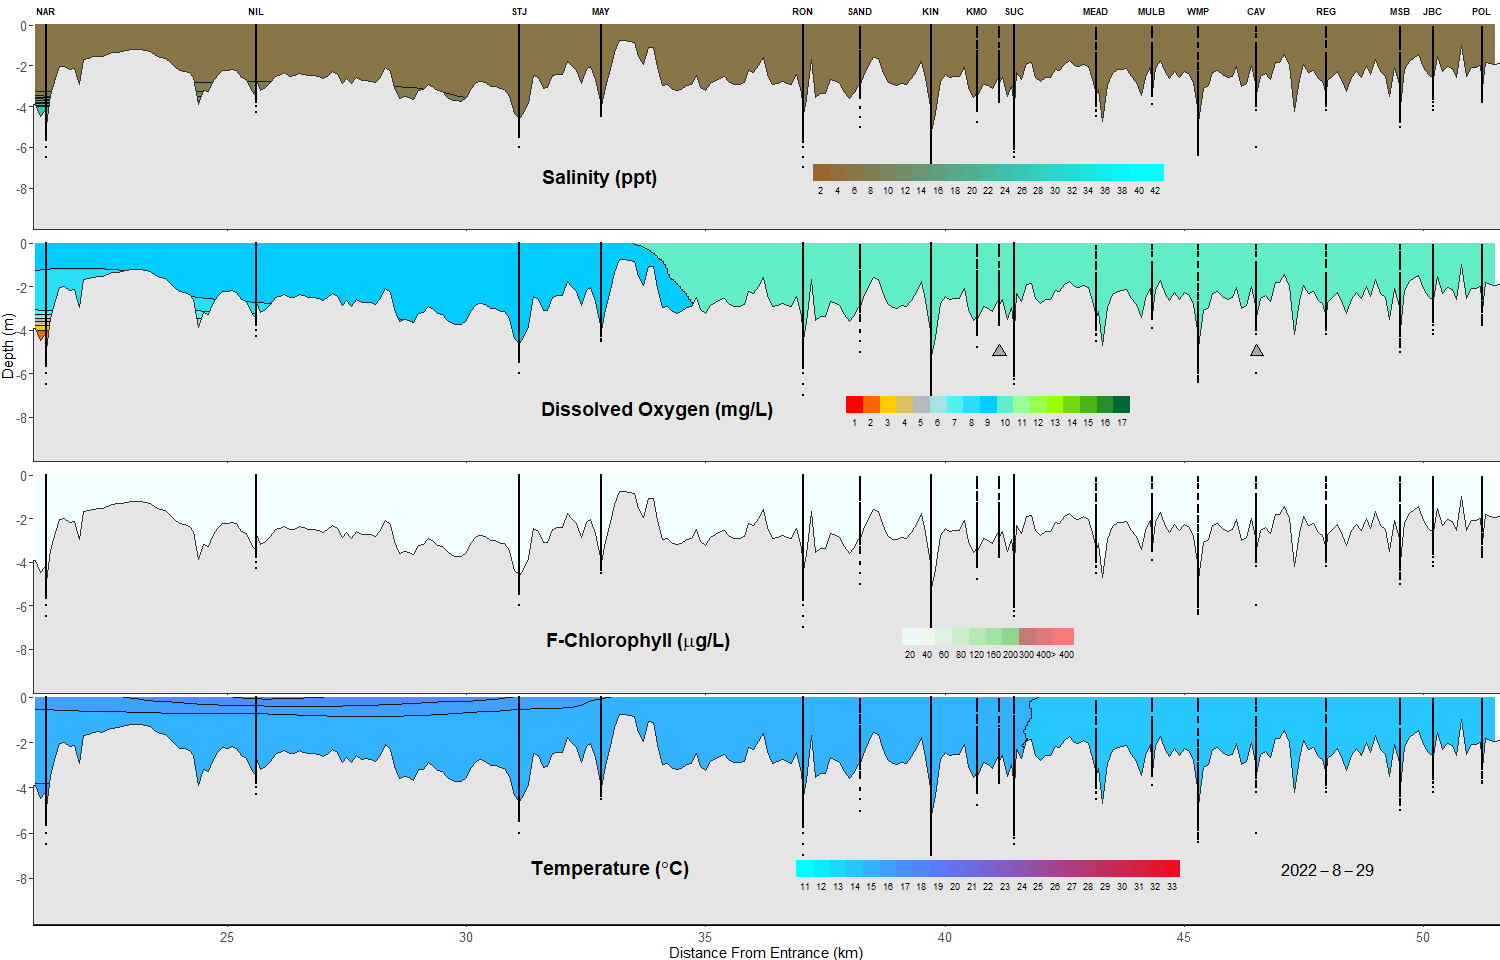 NAR NIL STJ MAY RON SAND KIN KMO SUC MEAD MULB WMP CAV REG MSB JBC POL
0
-2
-4
-6
-8
Salinity (ppt)
2 4 6 8 10 12 14 16 18 20 22 24 26 28 30 32 34 36 38 40 42
0
-2
-4
-6
-8
Depth (m)
Dissolved Oxygen (mg/L)
1 2 3 4 5 6 7 8 9 10 11 12 13 14 15 16 17
0
-2
-4
-6
-8
F-Chlorophyll (μg/L)
20 40 60 80 120 160 200 300 400> 400
0
-2
-4
-6
-8
Temperature (°C)
11 12 13 14 15 16 17 18 19 20 21 22 23 24 25 26 27 28 29 30 31 32 33
2022-8-29
25 30 35 40 45 50
Distance From Entrance (km)